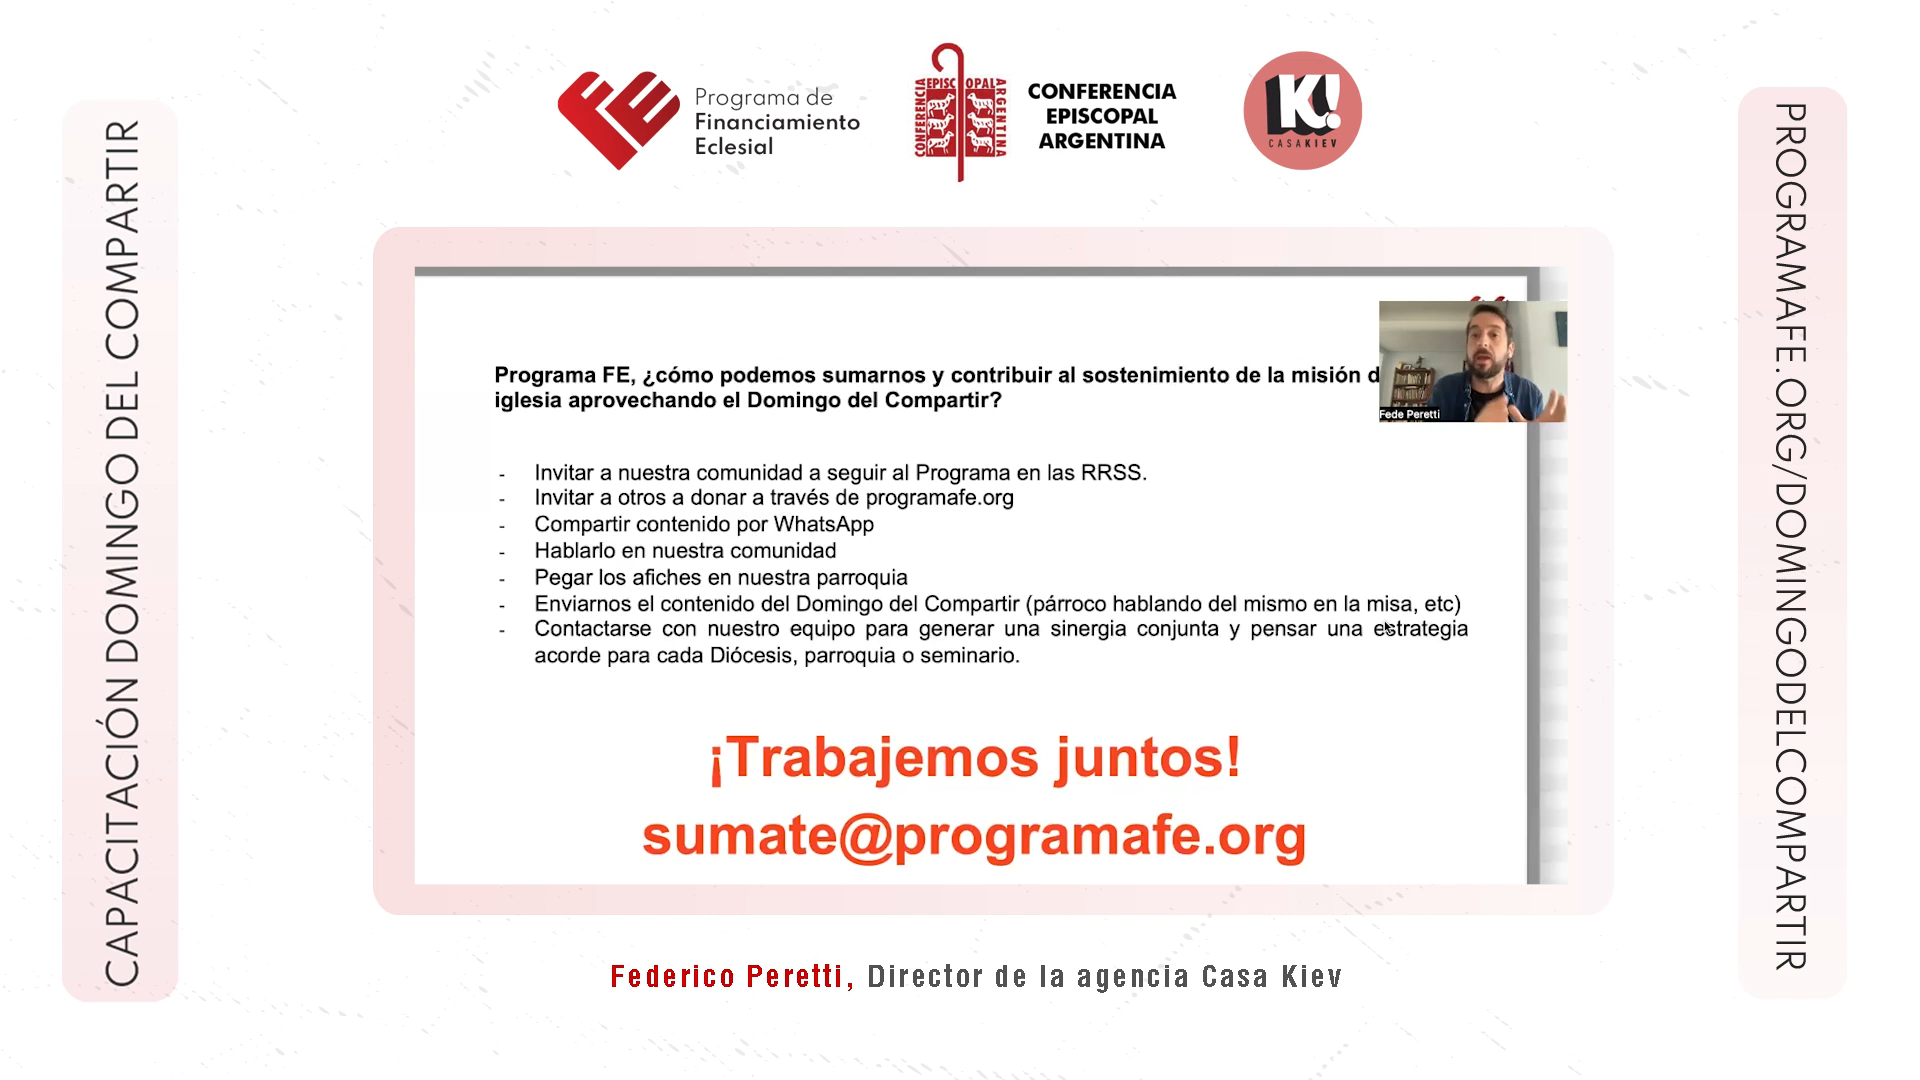 Programa de
Financiamiento
Eclesial
CONFERENCIA
EPISCOPAL
ARGENTINA
CONFERENCIA
EPISCOPAL
ARGENTINA
K!
CASAKIEV
CAPACITACIÓN DOMINGO DEL COMPARTIR
PROGRAMAFE.ORG/DOMINGODELCOMPARTIR
Programa FE, ¿cómo podemos sumarnos y contribuir al sostenimiento de la misión d
iglesia aprovechando el Domingo del Compartir?
Fede Peretti
- Invitar a nuestra comunidad a seguir al Programa en las RRSS.
- Invitar a otros a donar a través de programafe.org
- Compartir contenido por WhatsApp
- Hablarlo en nuestra comunidad
- Pegar los afiches en nuestra parroquia
- Enviarnos el contenido del Domingo del Compartir (párroco hablando del mismo en la misa, etc)
- Contactarse con nuestro equipo para generar una sinergia conjunta y pensar una estrategia
acorde para cada Diócesis, parroquia o seminario.
¡Trabajemos juntos!
sumate@programafe.org
Federico Peretti, Director de la agencia Casa Kiev